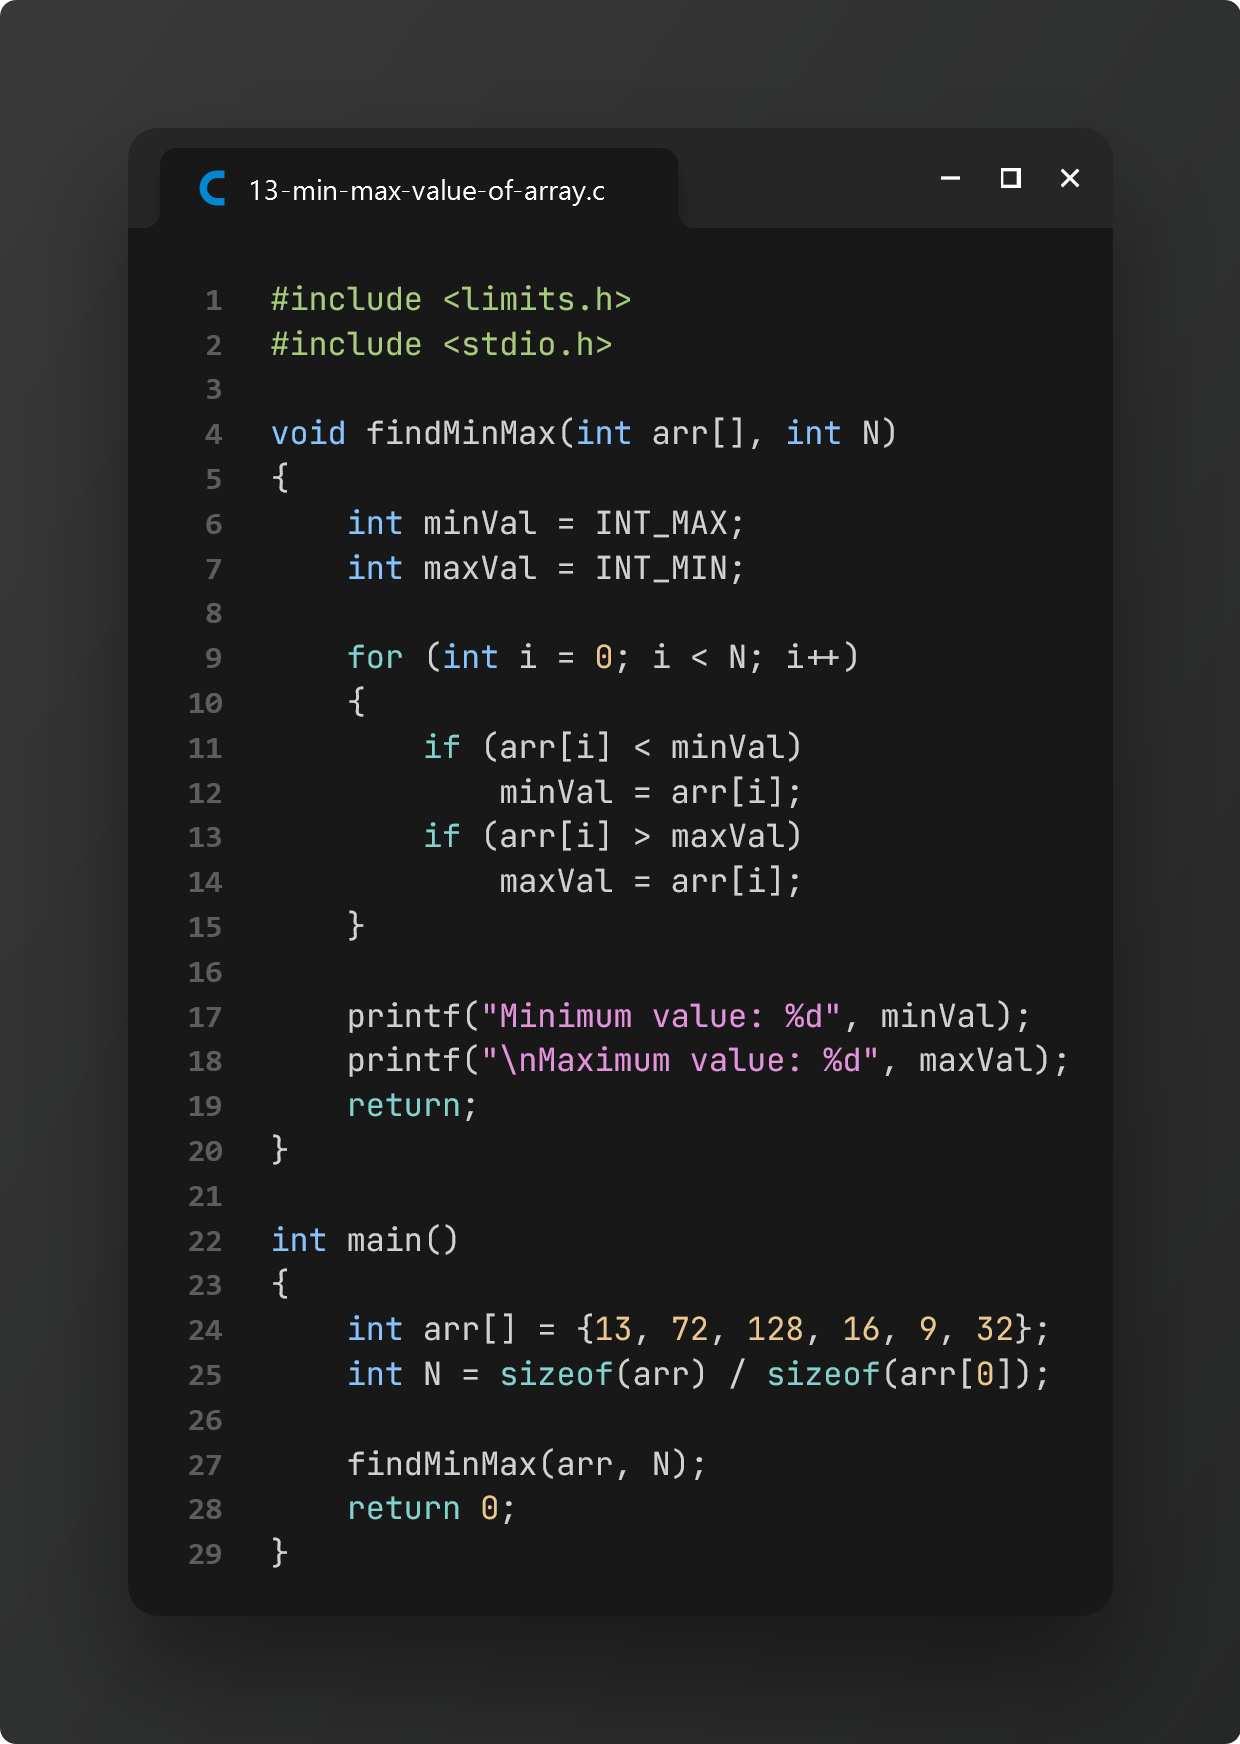 13-min-max-value-of-array.c
1 #include <limits.h>
2 #include <stdio.h>
3
4 void findMinMax(int arr[], int N)
5 {
6     int minVal = INT_MAX;
7     int maxVal = INT_MIN;
8
9     for (int i = 0; i < N; i++)
10     {
11         if (arr[i] < minVal)
12             minVal = arr[i];
13         if (arr[i] > maxVal)
14             maxVal = arr[i];
15     }
16
17     printf("Minimum value: %d", minVal);
18     printf("\nMaximum value: %d", maxVal);
19     return;
20 }
21
22 int main()
23 {
24     int arr[] = {13, 72, 128, 16, 9, 32};
25     int N = sizeof(arr) / sizeof(arr[0]);
26
27     findMinMax(arr, N);
28     return 0;
29 }